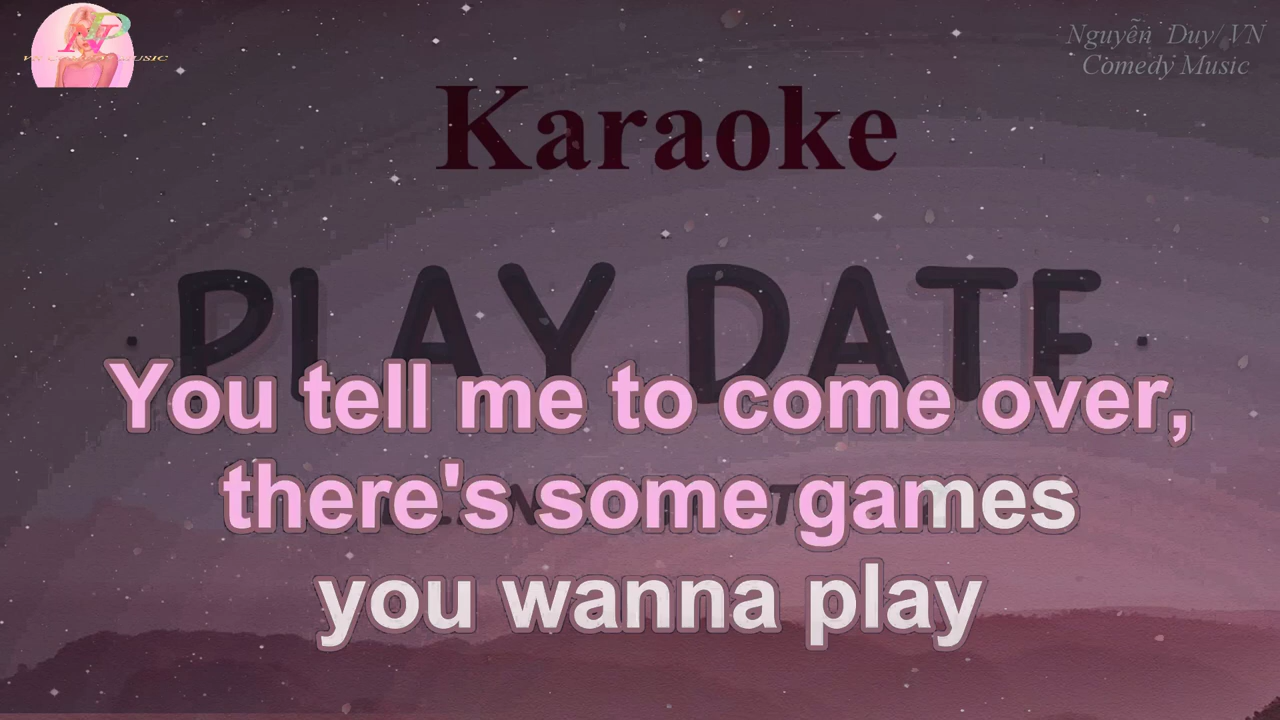 Nguyễn Duy/ VN
Comedy Music
Karaoke
PLAY DATE
You tell me to come over,
there's some games
you wanna play